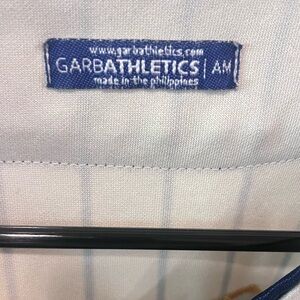 www.garbathletics.com
GARBATHLETICS | AM
made in the philippines